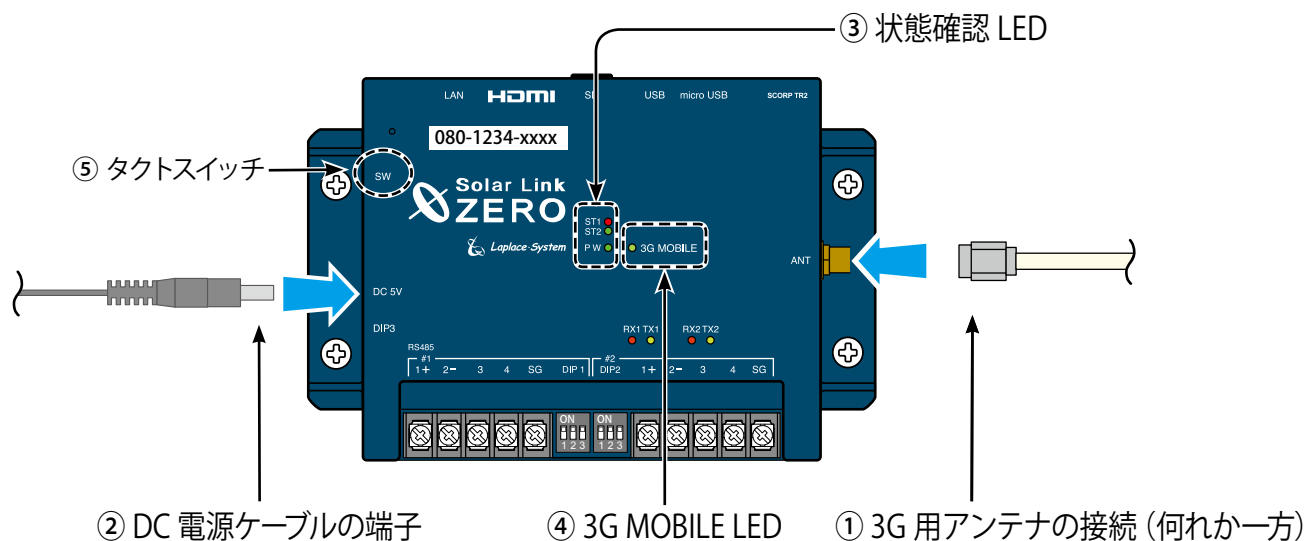 ③ 状態確認 LED
LAN HDMI SD USB micro USB SCORP TR2
080-1234-xxxx
⑤ タクトスイッチ
SW
Solar Link
ZERO
ST1
ST2
PW
3G MOBILE
Laplace-System
ANT
DC 5V
DIP3
RX1 TX1 RX2 TX2
RS485
#1 #2
1+ 2- 3 4 SG DIP 1 DIP2 1+ 2- 3 4 SG
ON ON
1 2 3 1 2 3
② DC 電源ケーブルの端子
④ 3G MOBILE LED
① 3G 用アンテナの接続（何れか一方）